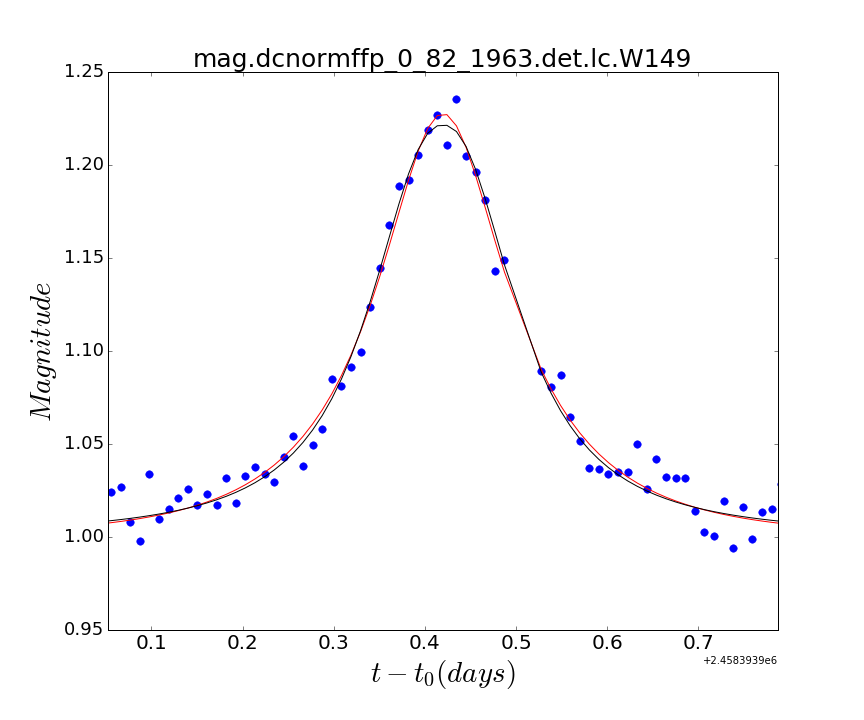 mag.dcnormffp_0_82_1963.det.lc.W149
1.25
1.20
1.15
1.10
1.05
1.00
0.95
Magnitude
0.1 0.2 0.3 0.4 0.5 0.6 0.7
+2.4583939e6
t − t₀(days)